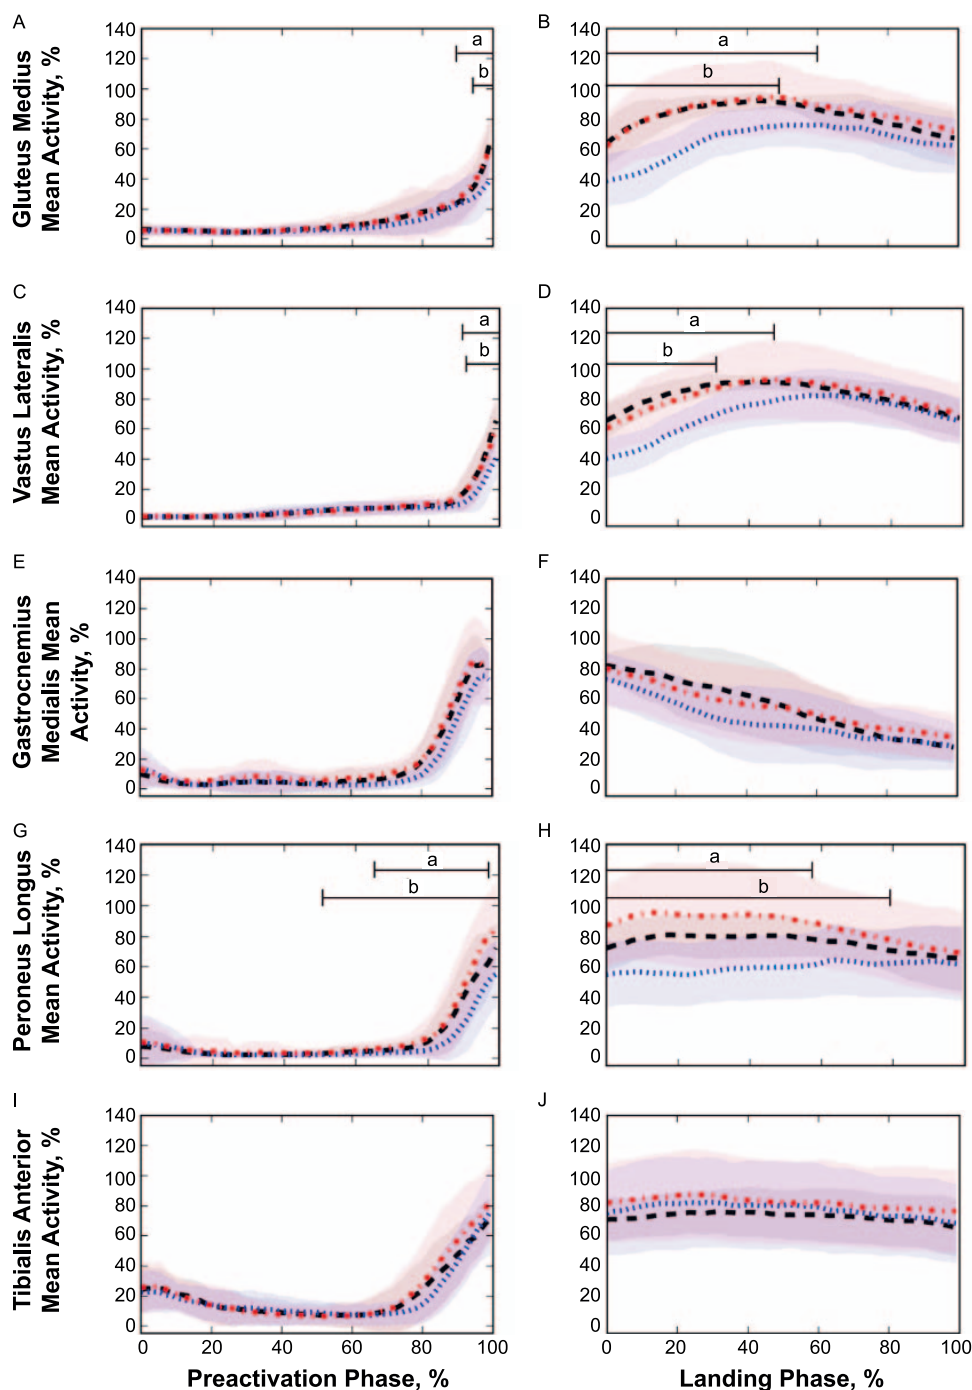 A
Gluteus Medius
Mean Activity, %
140
120
100
80
60
40
20
0
a
b
B
140
120
100
80
60
40
20
0
a
b
C
Vastus Lateralis
Mean Activity, %
140
120
100
80
60
40
20
0
a
b
D
140
120
100
80
60
40
20
0
a
b
E
Gastrocnemius
Medialis Mean
Activity, %
140
120
100
80
60
40
20
0
F
140
120
100
80
60
40
20
0
G
Peroneus Longus
Mean Activity, %
140
120
100
80
60
40
20
0
a
b
H
140
120
100
80
60
40
20
0
a
b
I
Tibialis Anterior
Mean Activity, %
140
120
100
80
60
40
20
0
0 20 40 60 80 100
Preactivation Phase, %
J
140
120
100
80
60
40
20
0
0 20 40 60 80 100
Landing Phase, %